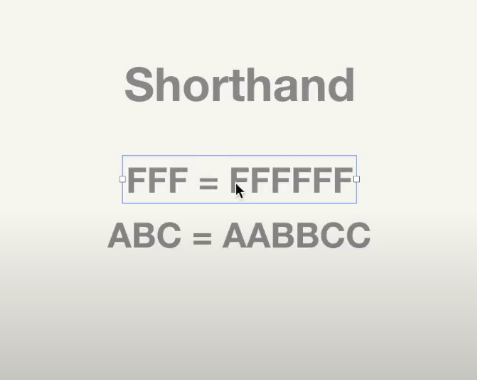 Shorthand
FFF = FFFFFF
ABC = AABBCC